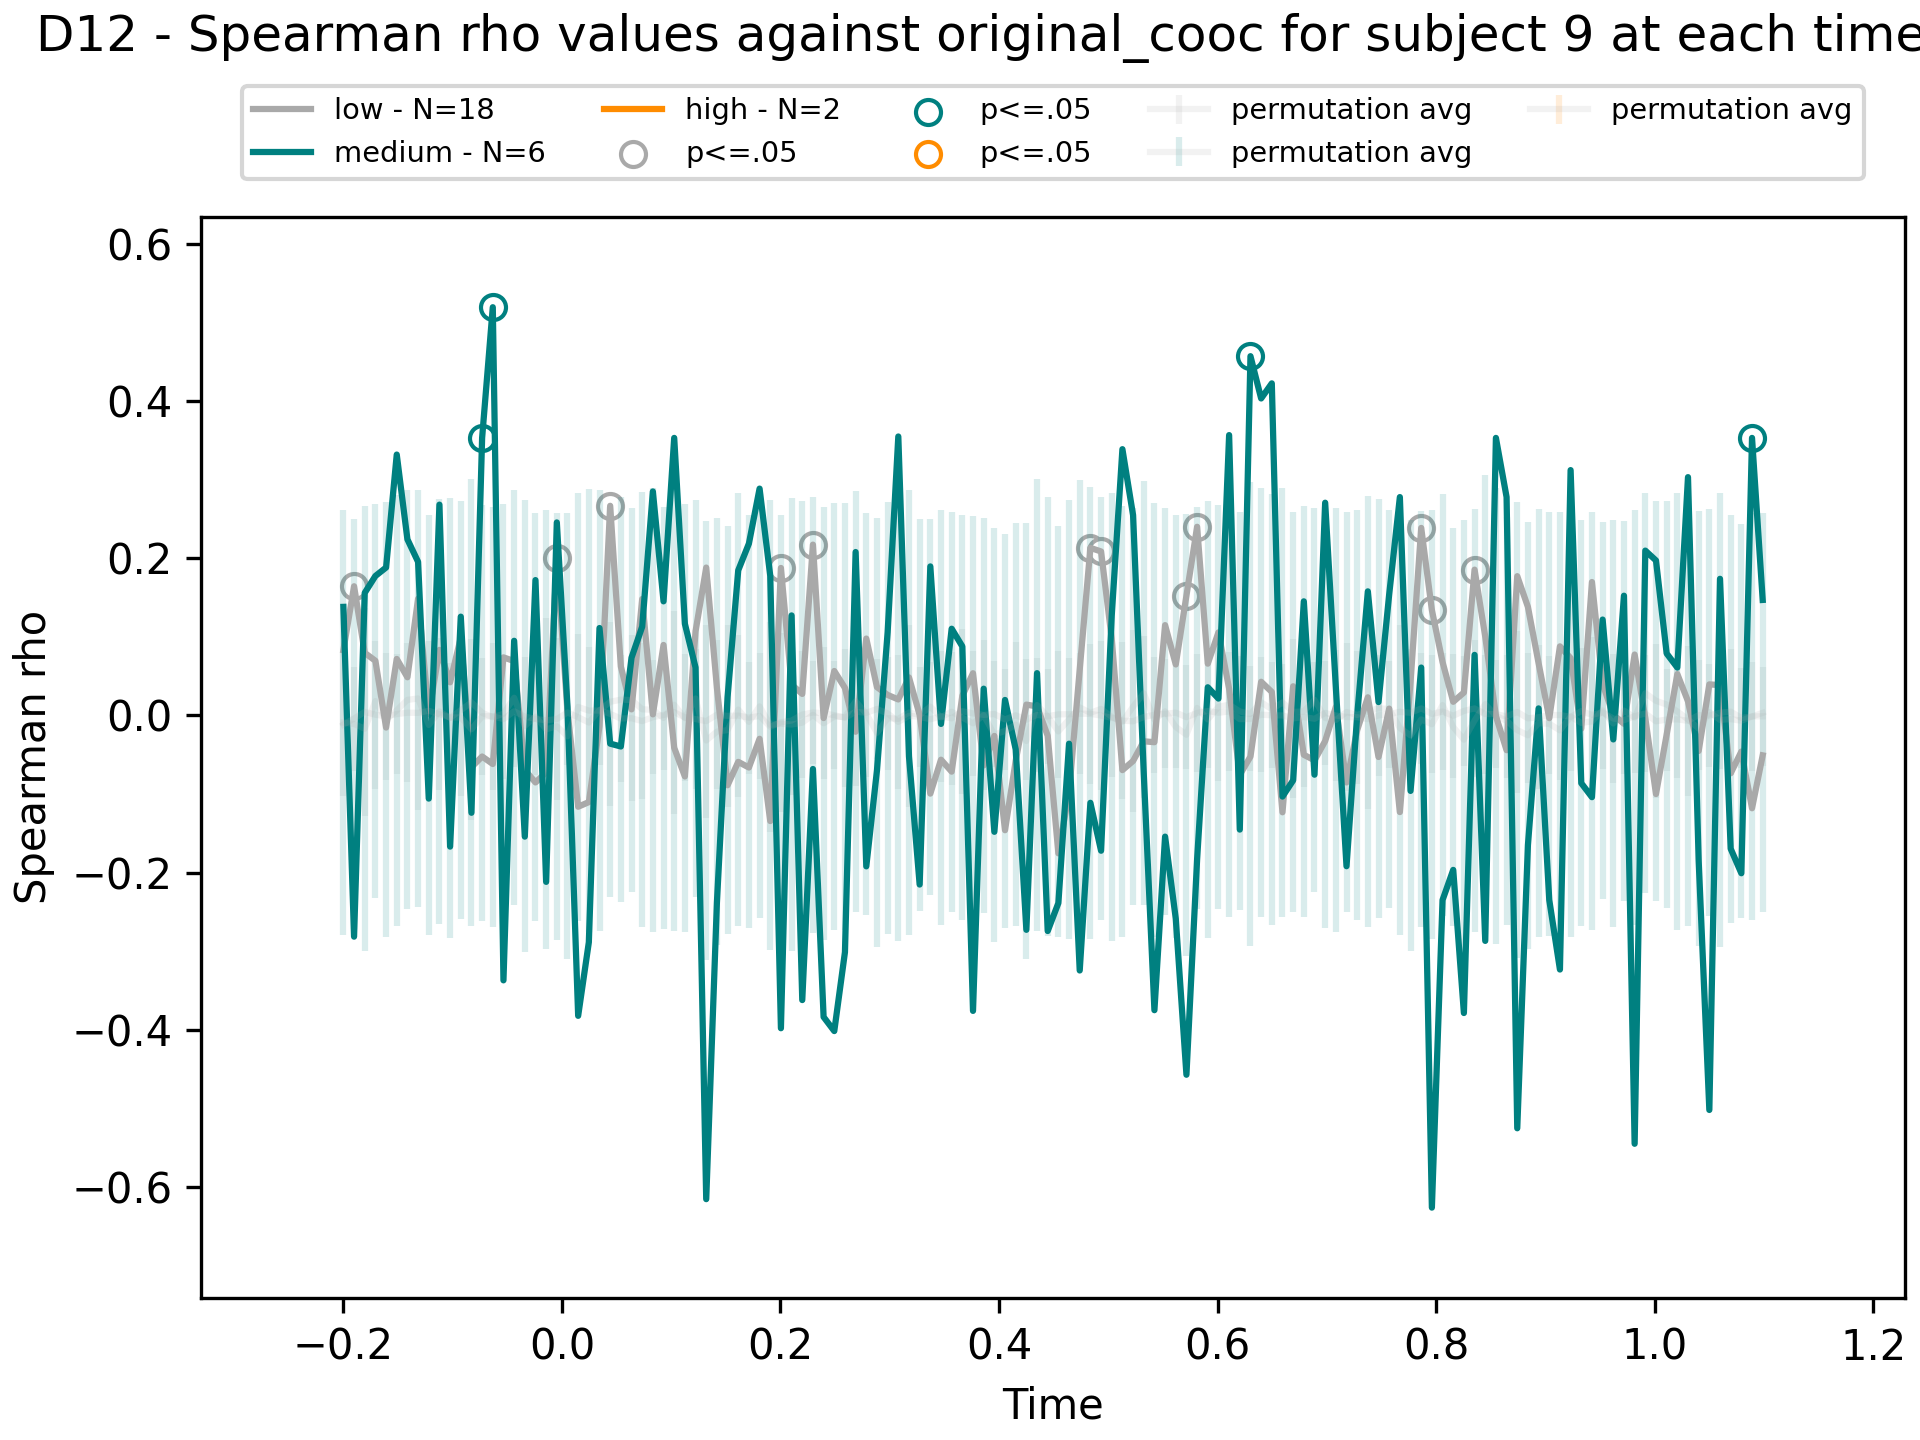 D12 - Spearman rho values against original_cooc for subject 9 at each time
low - N=18
medium - N=6
high - N=2
p<=.05
p<=.05
p<=.05
permutation avg
permutation avg
permutation avg
Spearman rho
0.6
0.4
0.2
0.0
−0.2
−0.4
−0.6
−0.2 0.0 0.2 0.4 0.6 0.8 1.0 1.2
Time